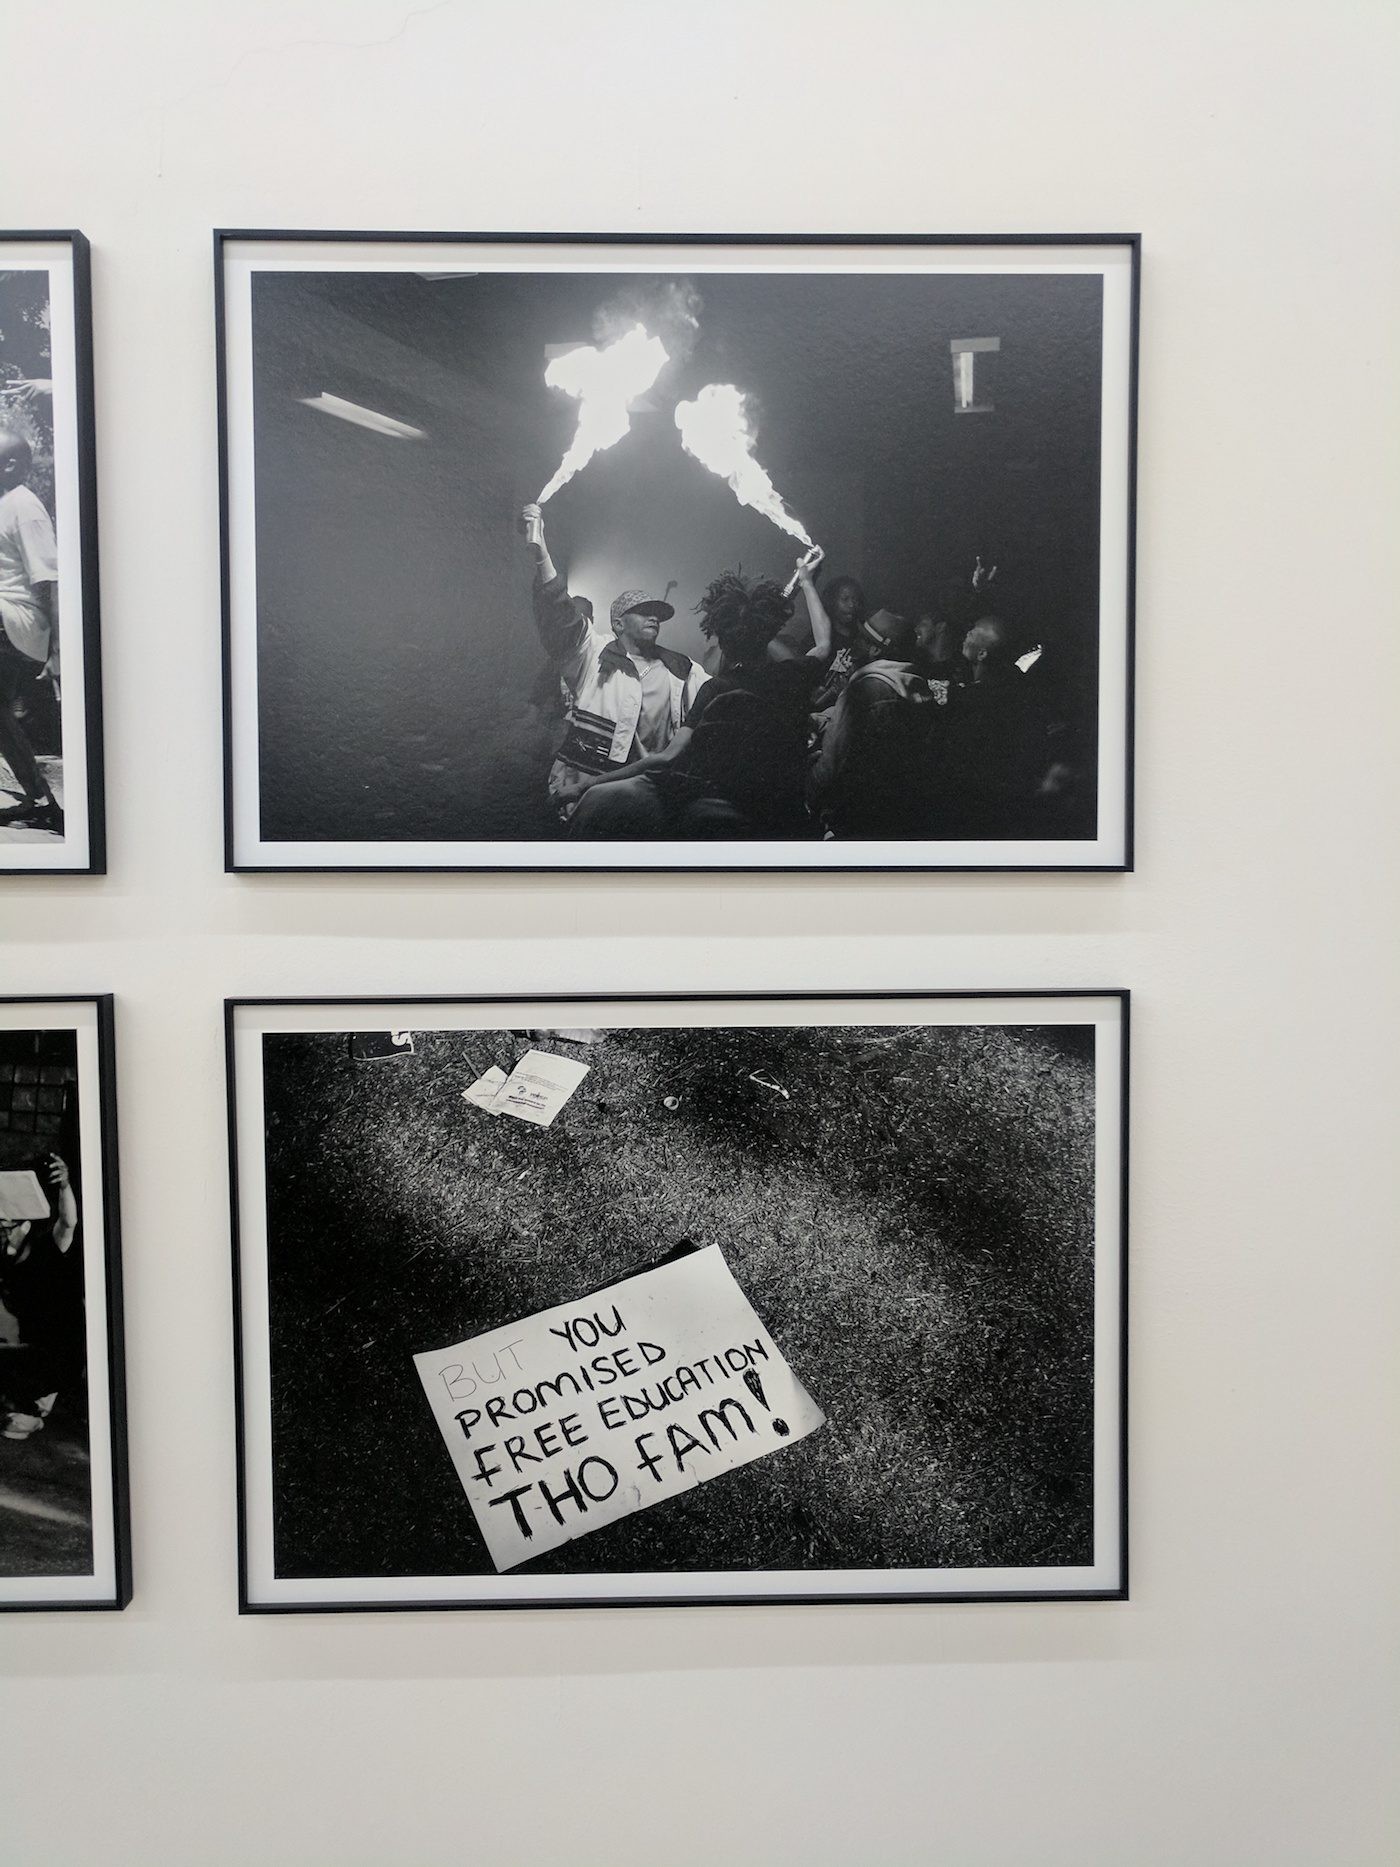 BUT YOU
PROMISED
FREE EDUCATION
THO FAM!